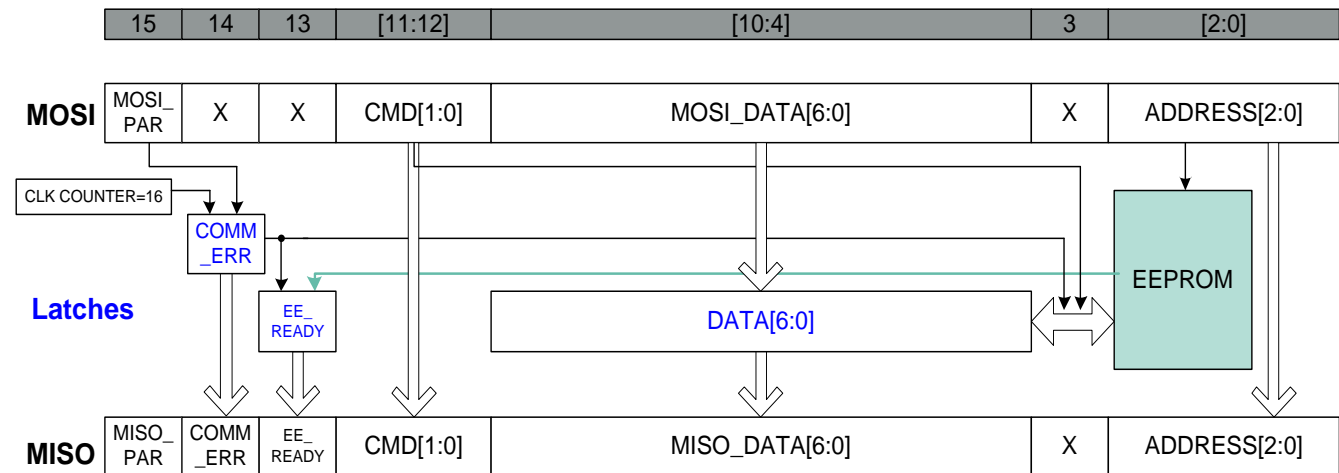 15 14 13 [11:12] [10:4] 3 [2:0]
MOSI MOSI_ X X CMD[1:0] MOSI_DATA[6:0] X ADDRESS[2:0]
PAR
CLK COUNTER=16
COMM
_ERR
EEPROM
Latches
EE_
READY
DATA[6:0]
MISO MISO_ COMM EE_ CMD[1:0] MISO_DATA[6:0] X ADDRESS[2:0]
PAR _ERR READY